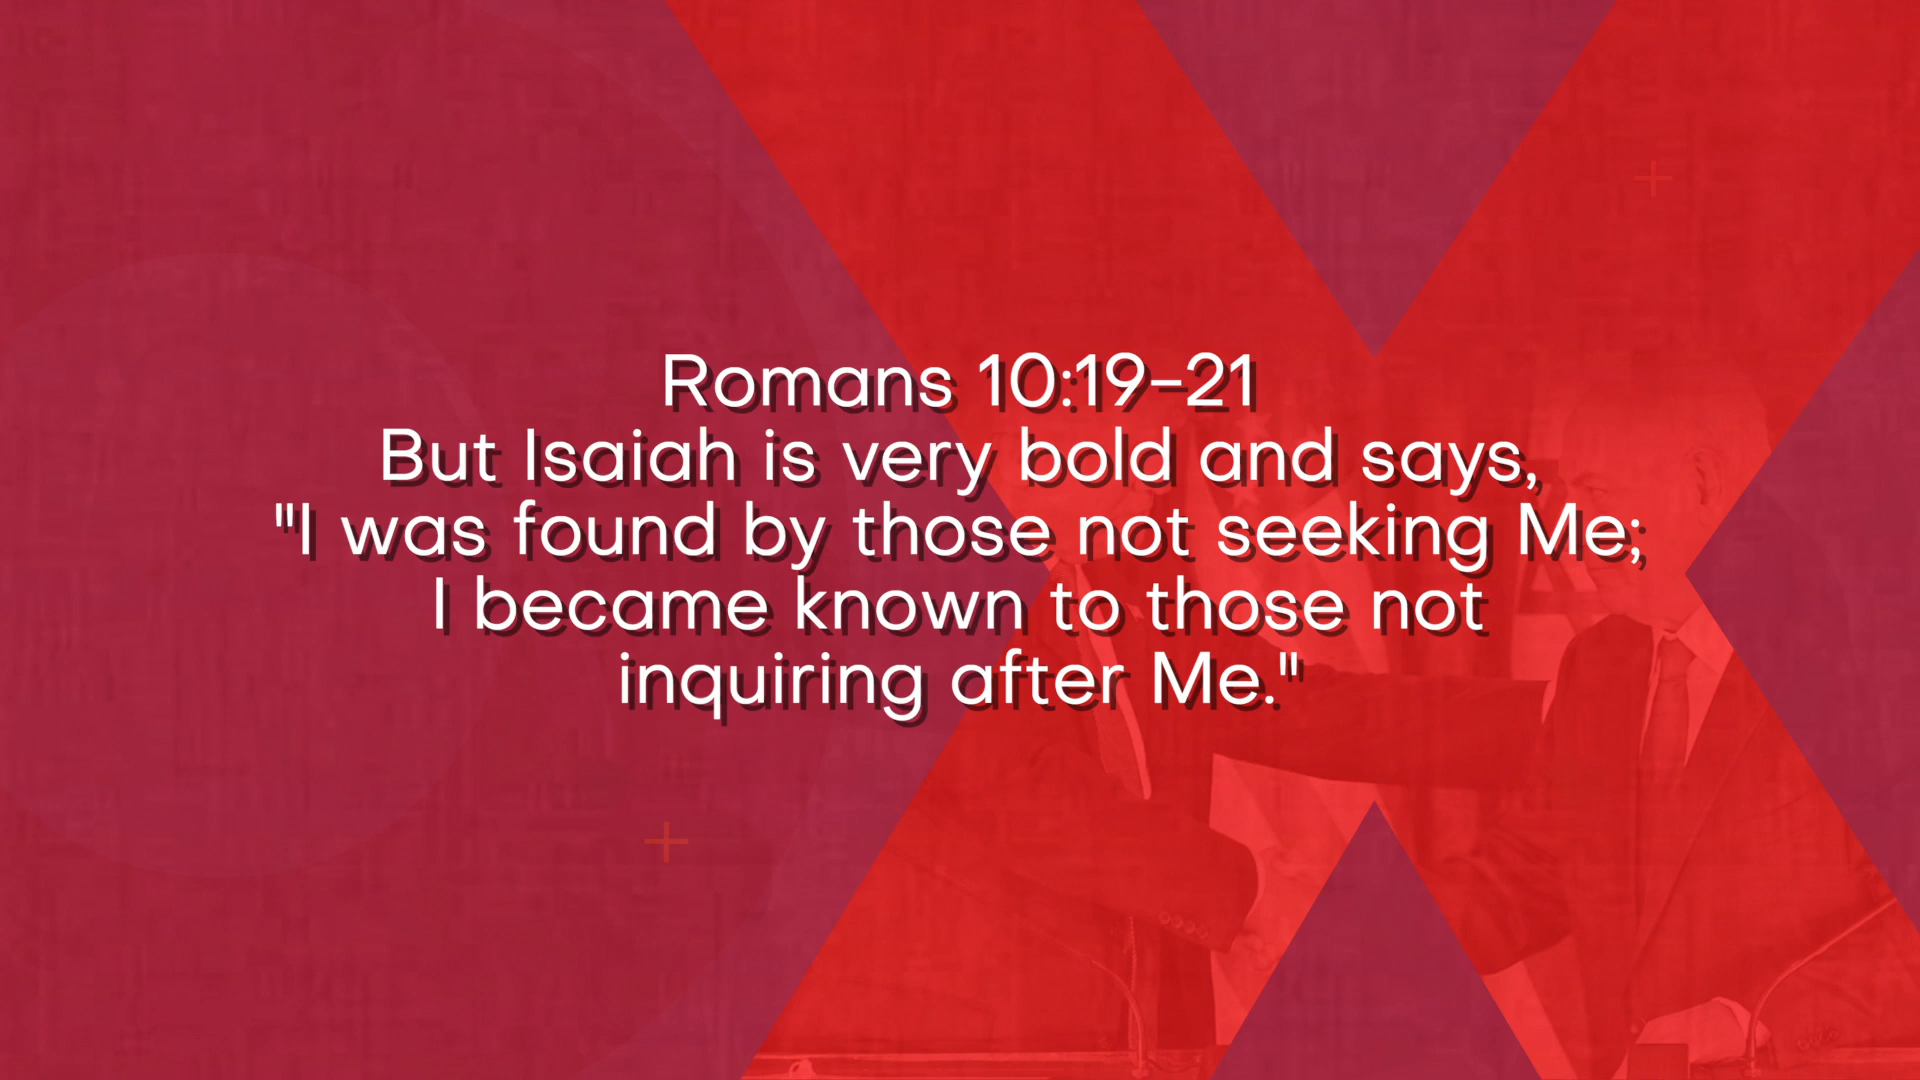 Romans 10:19–21
But Isaiah is very bold and says,
"I was found by those not seeking Me;
I became known to those not
inquiring after Me."